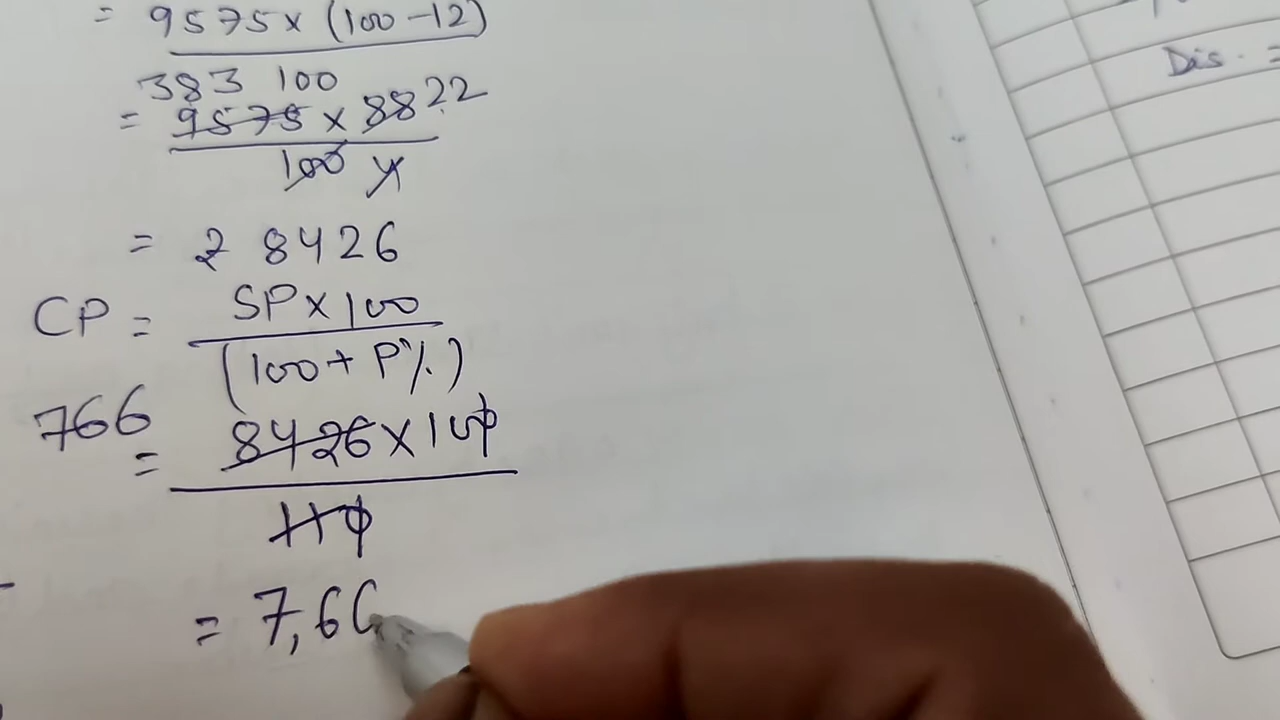 = 9575 x (100 - 12)
383 100
= 9575 x 88 22
100 4
= 2 8426
CP = SP x 100
(100 + P%)
766
= 8426 x 100
110
= 7,66
Dis. =